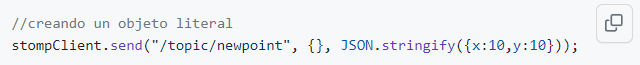 //creando un objeto literal
stompClient.send("/topic/newpoint", {}, JSON.stringify({x:10,y:10}));